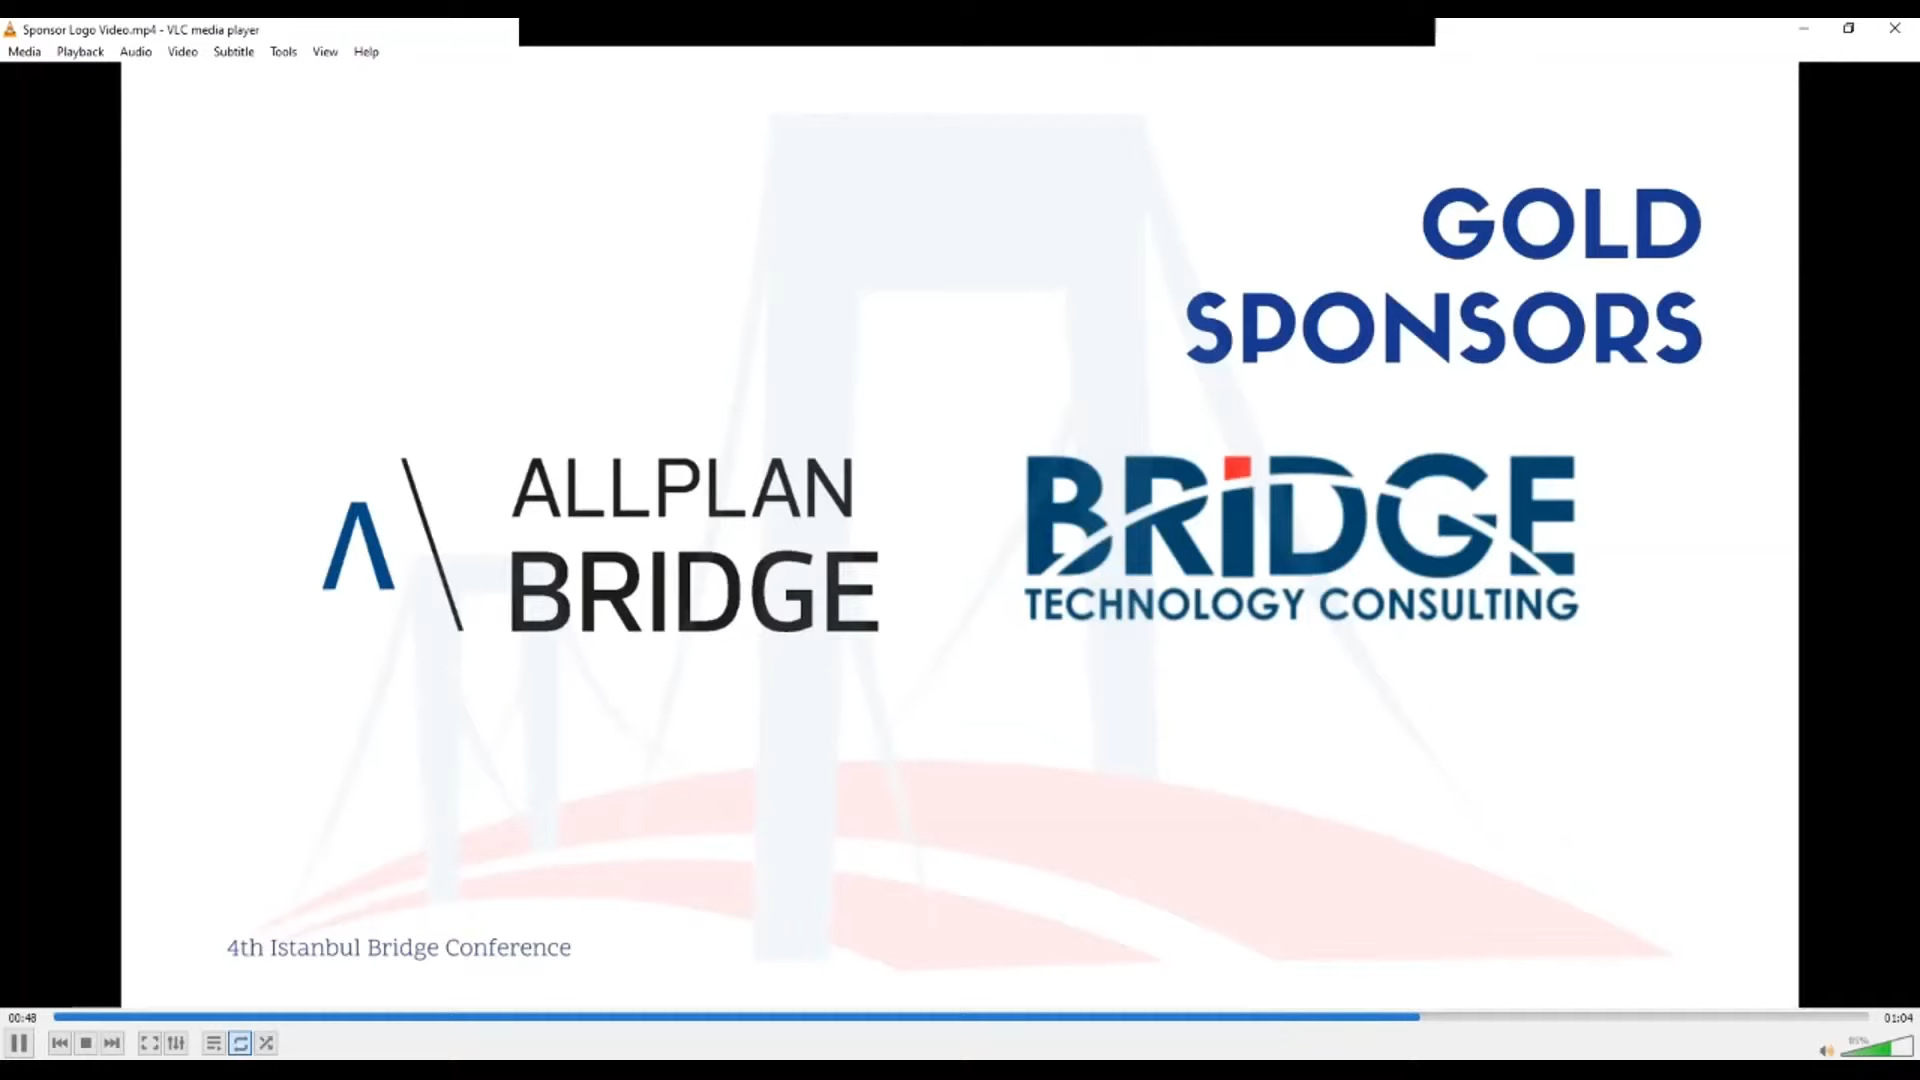 Sponsor Logo Video.mp4 - VLC media player
Media Playback Audio Video Subtitle Tools View Help
GOLD
SPONSORS
ALLPLAN
BRIDGE
BRiDGE
TECHNOLOGY CONSULTING
4th Istanbul Bridge Conference
00:48
01:04